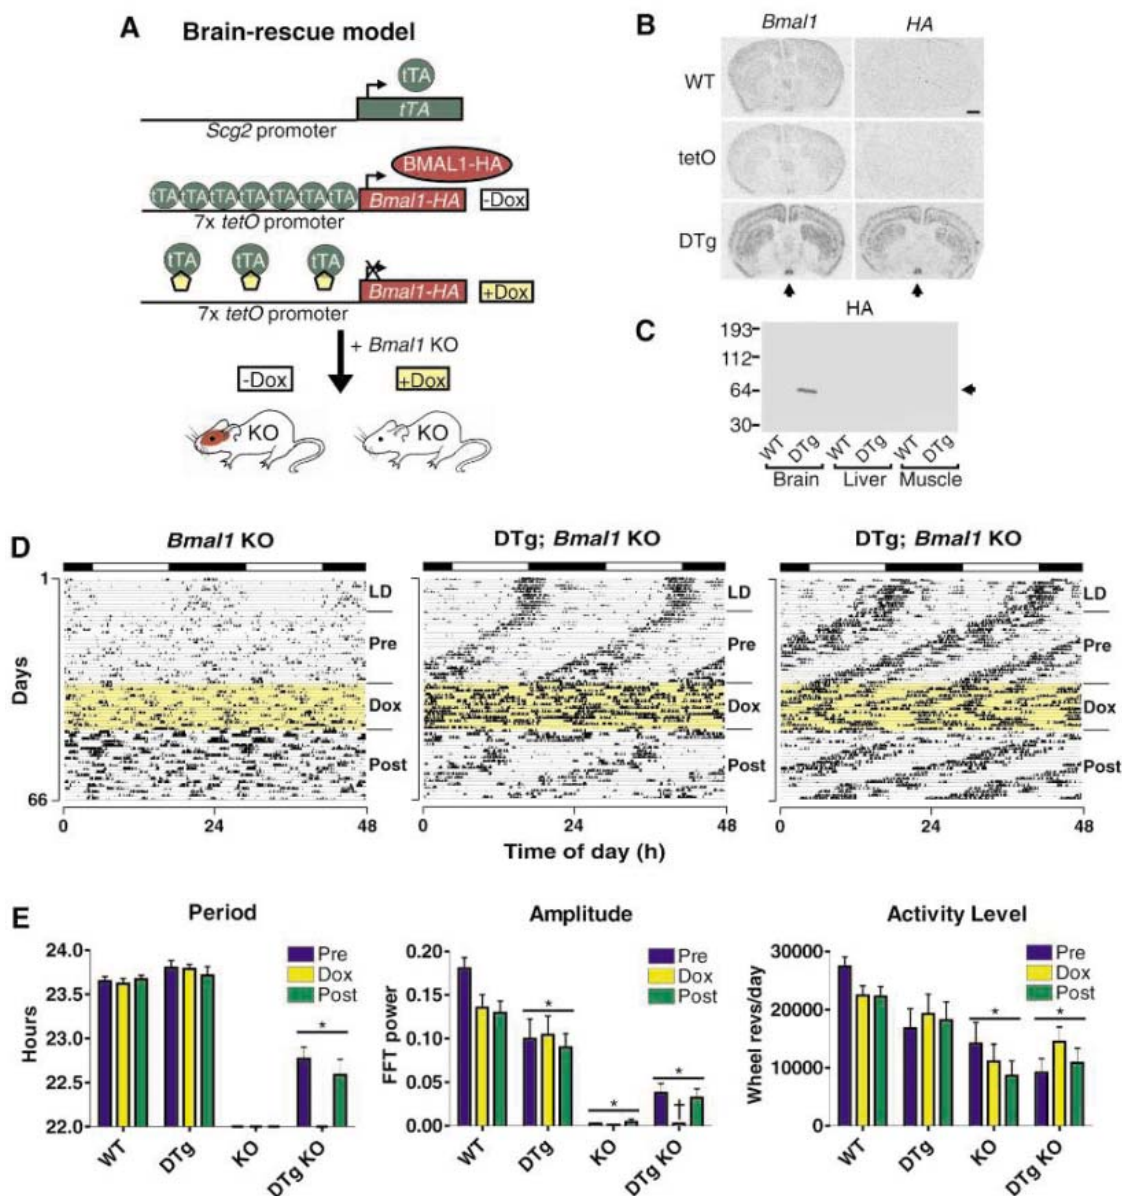 A
Brain-rescue model
tTA
tTA
Scg2 promoter
BMAL1-HA
tTA tTA tTA tTA tTA tTA tTA
Bmal1-HA
-Dox
7x tetO promoter
tTA tTA tTA
X
Bmal1-HA
+Dox
7x tetO promoter
+ Bmal1 KO
-Dox
+Dox
KO
KO
B
Bmal1
HA
WT
tetO
DTg
C
HA
193
112
64
30
WT DTg WT DTg WT DTg
Brain Liver Muscle
D
Bmal1 KO
DTg; Bmal1 KO
DTg; Bmal1 KO
Days
1
66
LD
Pre
Dox
Post
LD
Pre
Dox
Post
LD
Pre
Dox
Post
0 24 48
0 24 48
0 24 48
Time of day (h)
E
Period
Hours
24.0
23.5
23.0
22.5
22.0
Pre
Dox
Post
*
WT DTg KO DTg KO
Amplitude
FFT power
0.20
0.15
0.10
0.05
0.00
Pre
Dox
Post
*
*
*
†
WT DTg KO DTg KO
Activity Level
Wheel revs/day
30000
20000
10000
0
Pre
Dox
Post
*
*
WT DTg KO DTg KO